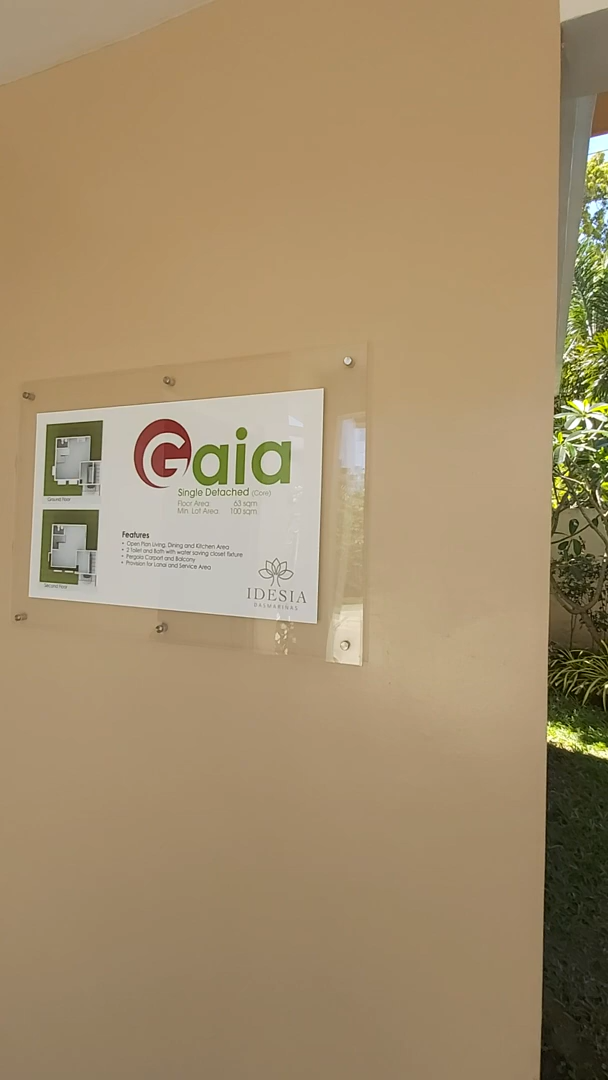 Gaia
Single Detached (Core)
Floor Area 63 sqm
Min. Lot Area 100 sqm
Ground Floor
Second Floor
Features
• Open Plan Living, Dining and Kitchen Area
• 2 Toilet and Bath with water saving closet fixture
• Pergola Carport and Balcony
• Provision for Lanai and Service Area
IDESIA
DASMARIÑAS